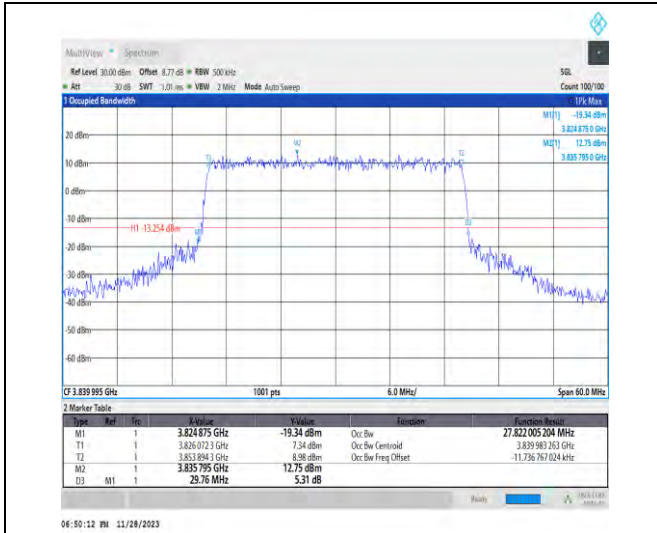 MultiView Spectrum
Ref Level 30.00 dBm Offset 8.77 dB RBW 500 kHz SGL
Att 30 dB SWT 1.01 ms VBW 2 MHz Mode Auto Sweep Count 100/100
1 Occupied Bandwidth 1Pk Max
M1[1] -19.34 dBm
3.824 875 0 GHz
M2[1] 12.75 dBm
3.835 795 0 GHz
20 dBm
M2
T1
T2
10 dBm
0 dBm
-10 dBm
H1 -13.254 dBm
M1
D3
-20 dBm
-30 dBm
-40 dBm
-50 dBm
-60 dBm
CF 3.839 995 GHz 1001 pts 6.0 MHz/ Span 60.0 MHz
2 Marker Table
Type Ref Trc X-Value Y-Value Function Function Result
M1 1 3.824 875 GHz -19.34 dBm Occ Bw 27.822 005 204 MHz
T1 1 3.826 072 3 GHz 7.34 dBm Occ Bw Centroid 3.839 983 263 GHz
T2 1 3.853 894 3 GHz 8.98 dBm Occ Bw Freq Offset -11.736 767 024 kHz
M2 1 3.835 795 GHz 12.75 dBm
D3 M1 1 29.76 MHz 5.31 dB
Ready
06:50:12 PM 11/28/2023